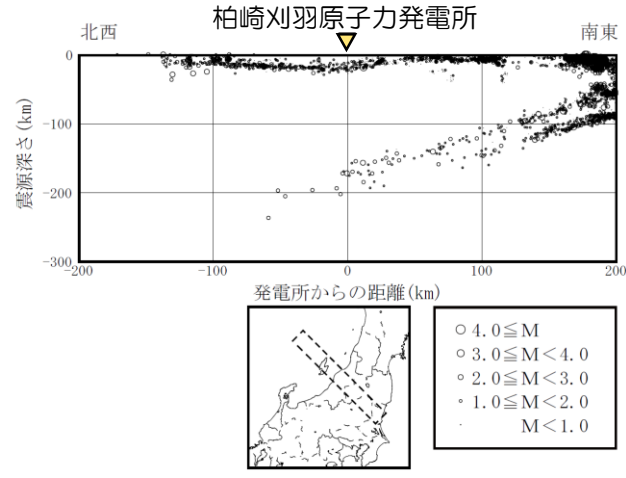 柏崎刈羽原子力発電所
北西
南東
0
-100
-200
-300
震源深さ(km)
-200
-100
0
100
200
発電所からの距離(km)
4.0≦M
3.0≦M<4.0
2.0≦M<3.0
1.0≦M<2.0
M<1.0